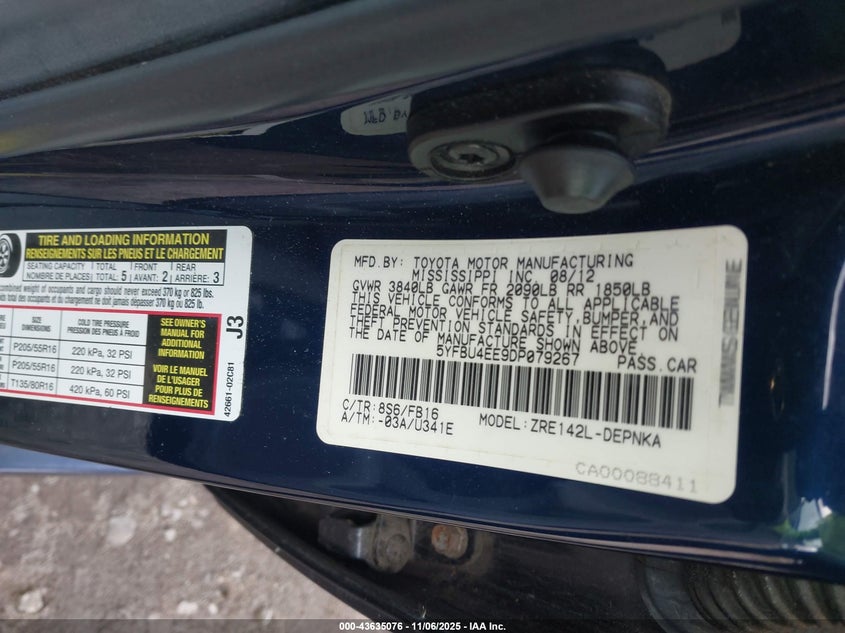 TIRE AND LOADING INFORMATION
RENSEIGNEMENTS SUR LES PNEUS ET LE CHARGEMENT
SEATING CAPACITY TOTAL FRONT REAR
NOMBRE DE PLACES TOTAL 5 AVANT 2 ARRIÈRE 3
combined weight of occupants and cargo should never exceed 370 kg or 825 lbs.
total des occupants et du chargement ne doit jamais dépasser 370 kg ou 825 lb.
SIZE
DIMENSIONS
COLD TIRE PRESSURE
PRESSION DES PNEUS À FROID
P205/55R16 220 kPa, 32 PSI
P205/55R16 220 kPa, 32 PSI
T135/80R16 420 kPa, 60 PSI
SEE OWNER'S
MANUAL FOR
ADDITIONAL
INFORMATION
VOIR LE MANUEL
DE L'USAGER
POUR PLUS DE
RENSEIGNEMENTS
J3
42661-02C81
MFD.BY: TOYOTA MOTOR MANUFACTURING
MISSISSIPPI, INC. 08/12
GVWR 3840LB GAWR FR 2090LB RR 1850LB
THIS VEHICLE CONFORMS TO ALL APPLICABLE
FEDERAL MOTOR VEHICLE SAFETY,BUMPER,AND
THEFT PREVENTION STANDARDS IN EFFECT ON
THE DATE OF MANUFACTURE SHOWN ABOVE.
5YFBU4EE9DP079267 PASS.CAR
C/TR:8S6/FB16
A/TM:-03A/U341E
MODEL:ZRE142L-DEPNKA
CA00088411
000-43635076 - 11/06/2025 - IAA Inc.